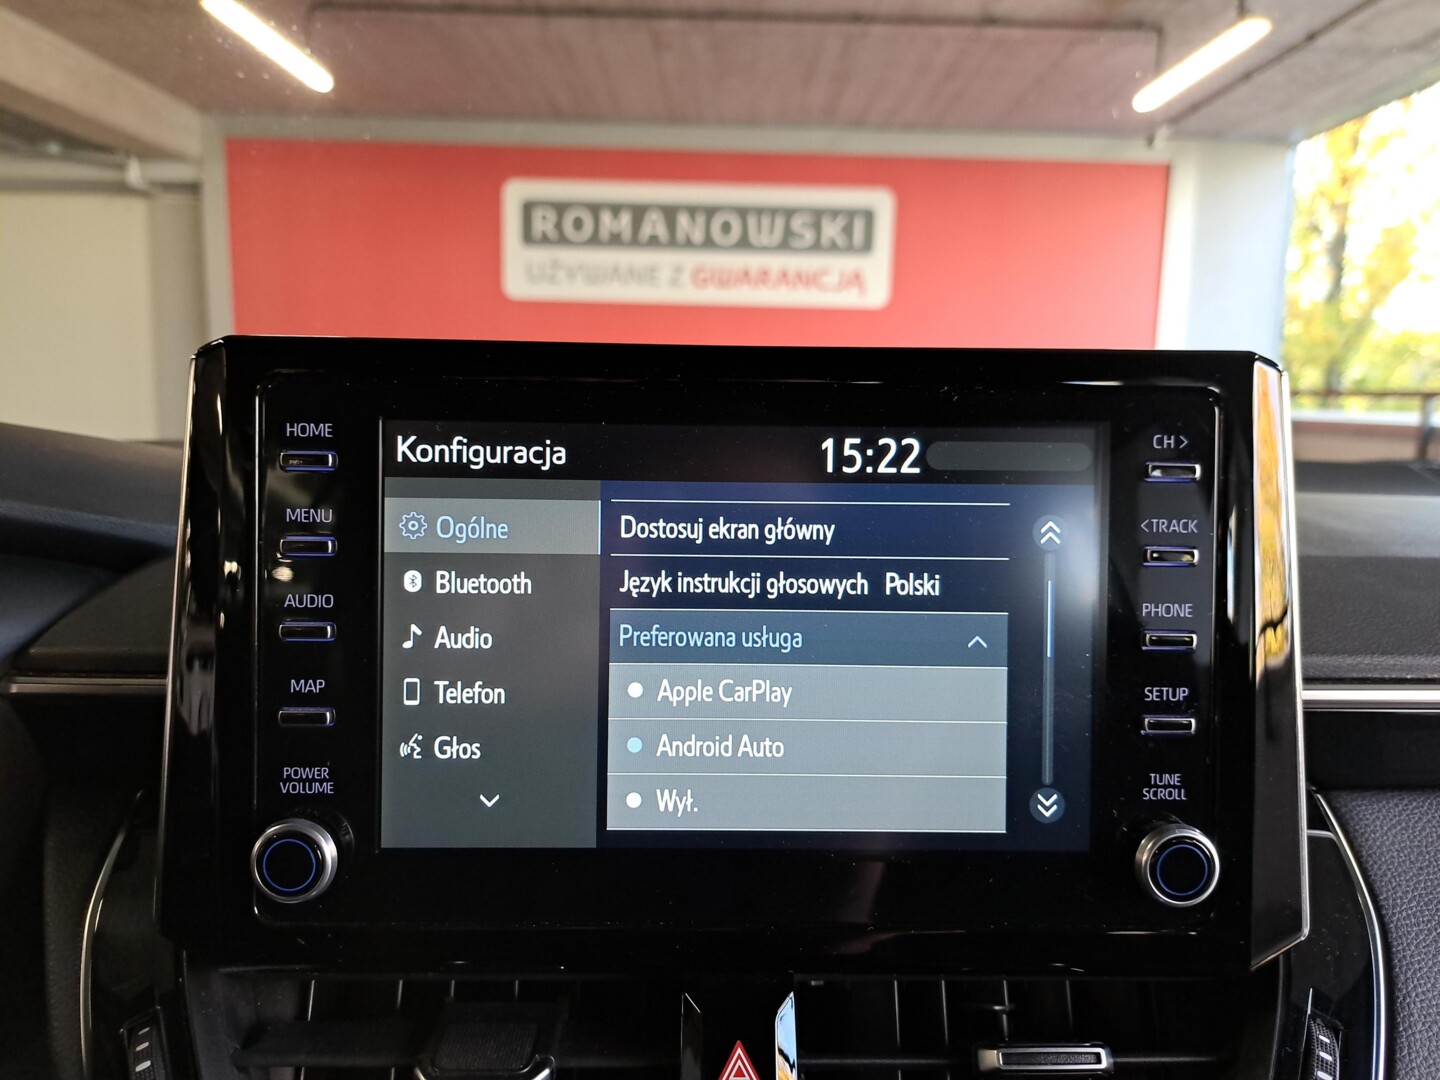 ROMANOWSKI
UŻYWANE Z GWARANCJĄ
HOME
MENU
AUDIO
MAP
POWER
VOLUME
Konfiguracja 15:22
Ogólne
Bluetooth
Audio
Telefon
Głos
Dostosuj ekran główny
Język instrukcji głosowych Polski
Preferowana usługa
Apple CarPlay
Android Auto
Wył.
CH >
< TRACK
PHONE
SETUP
TUNE
SCROLL